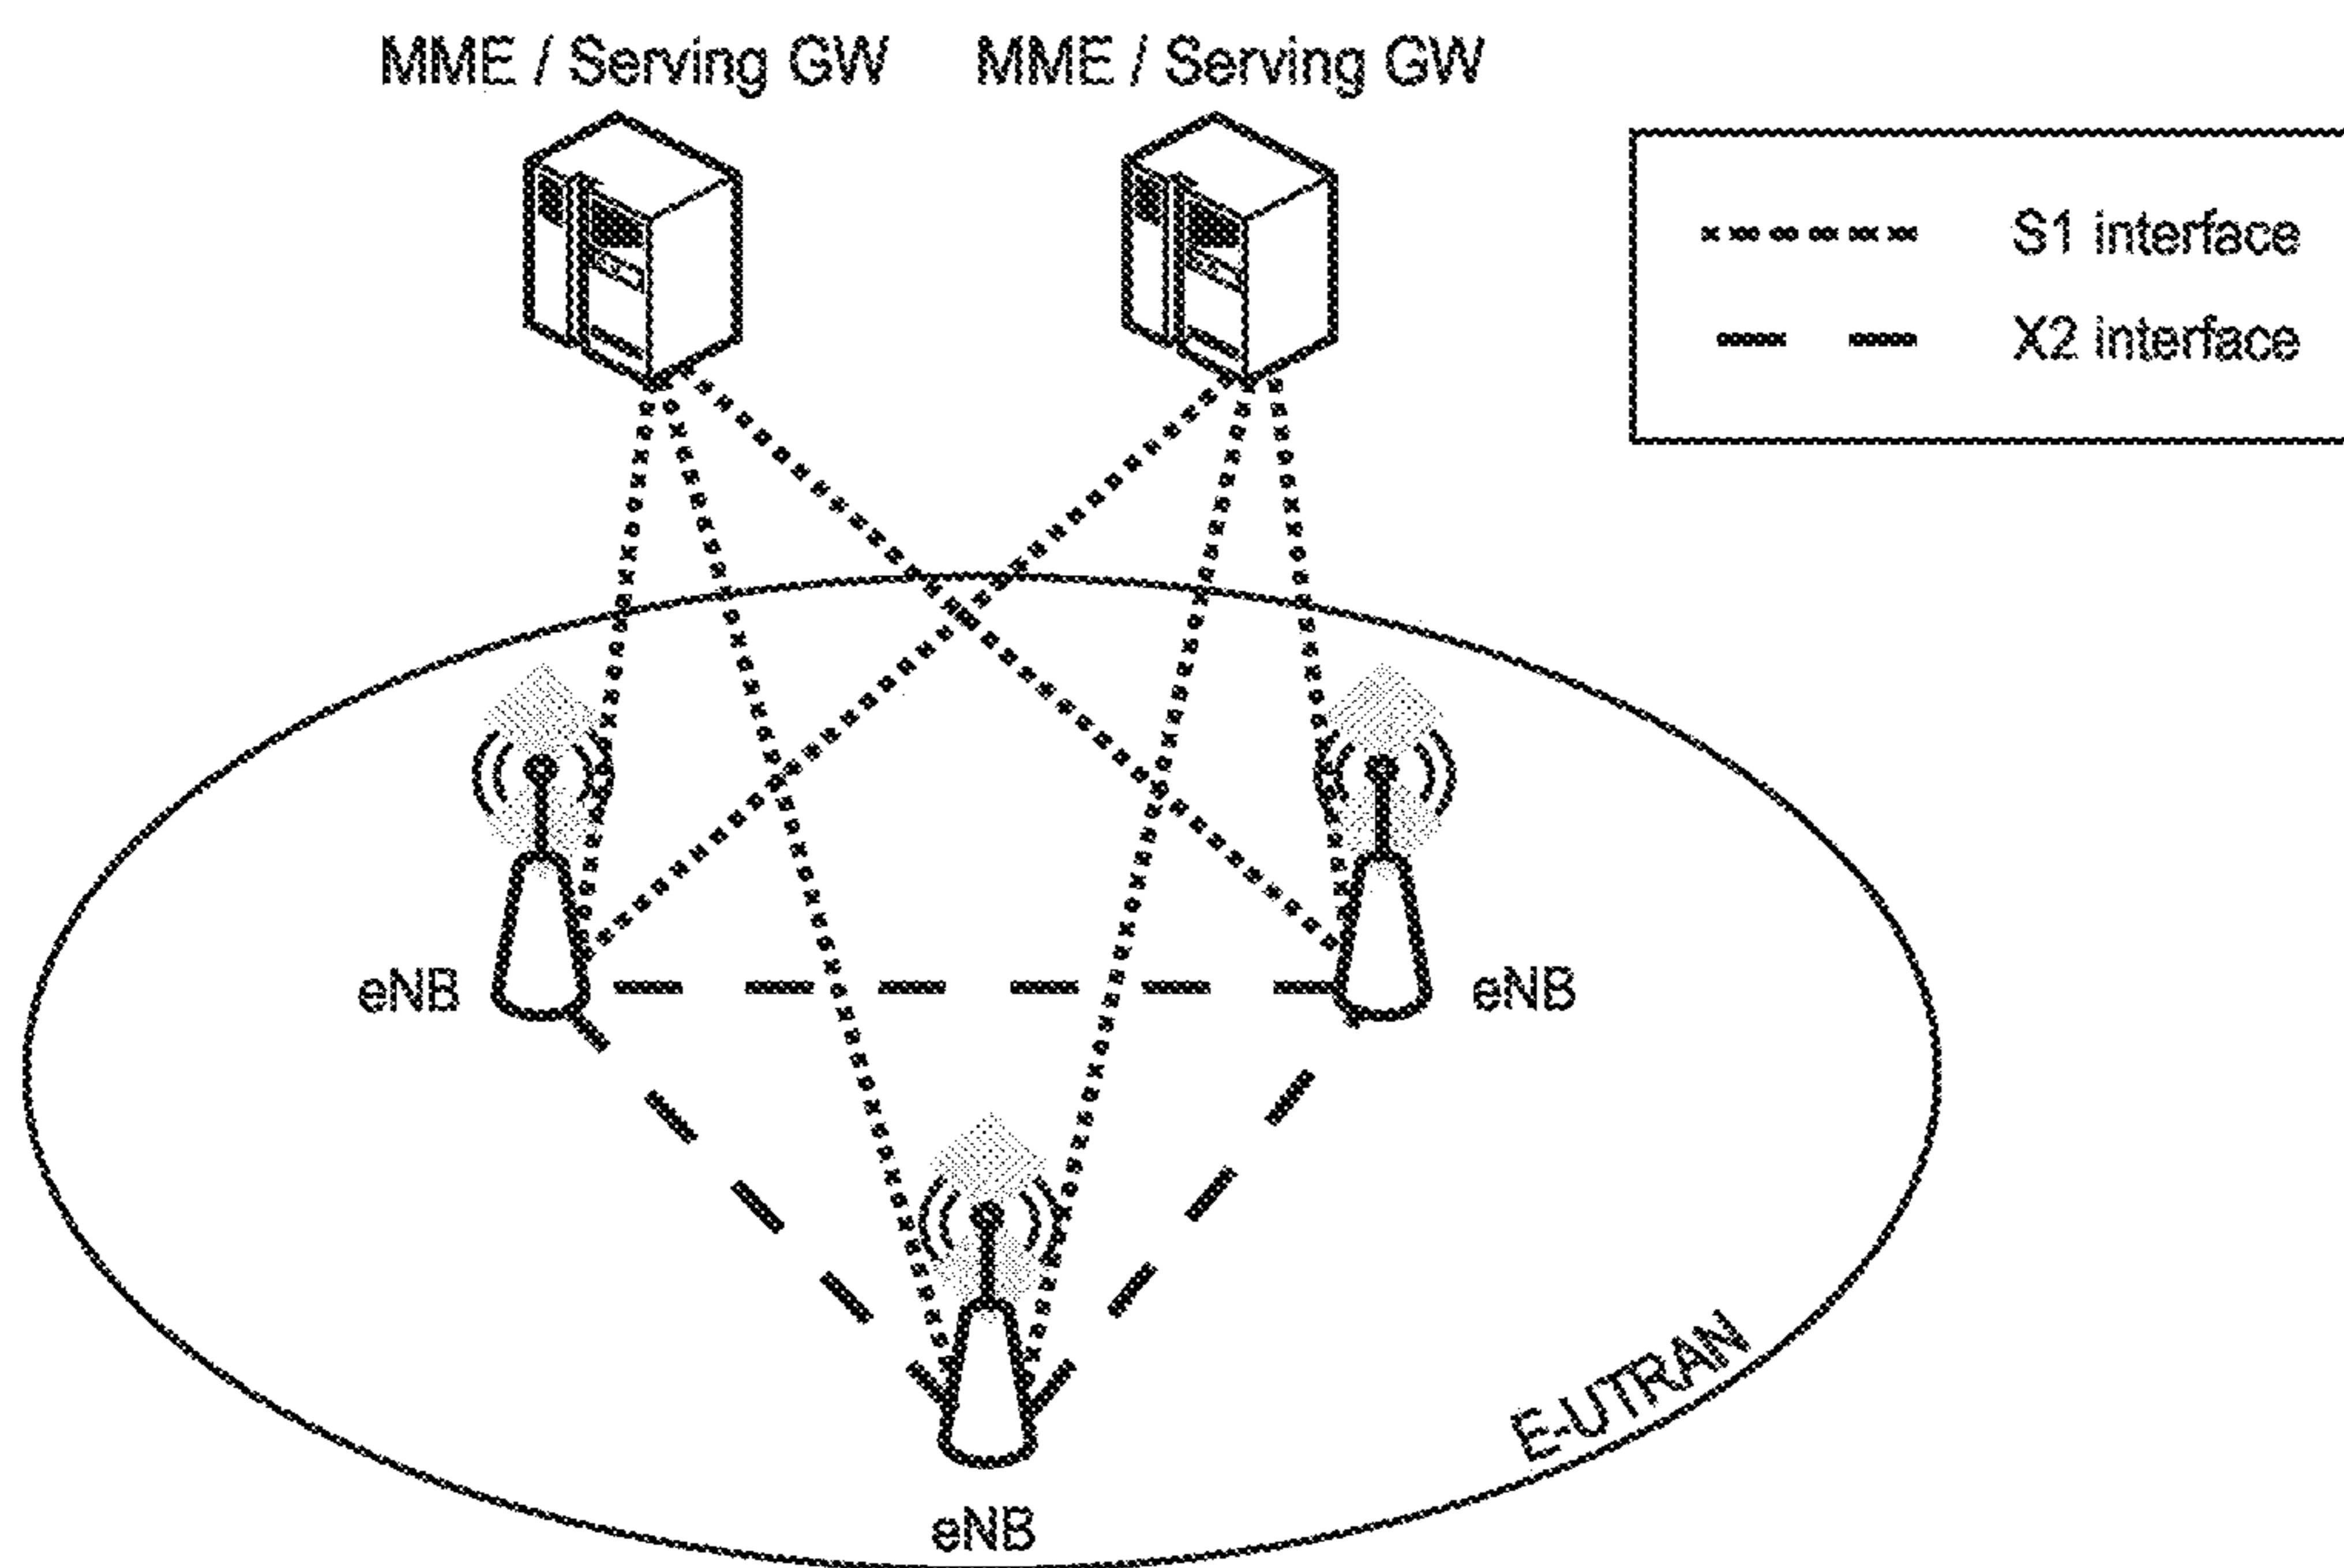 MME / Serving GW
MME / Serving GW
S1 interface
X2 interface
eNB
eNB
eNB
E-UTRAN